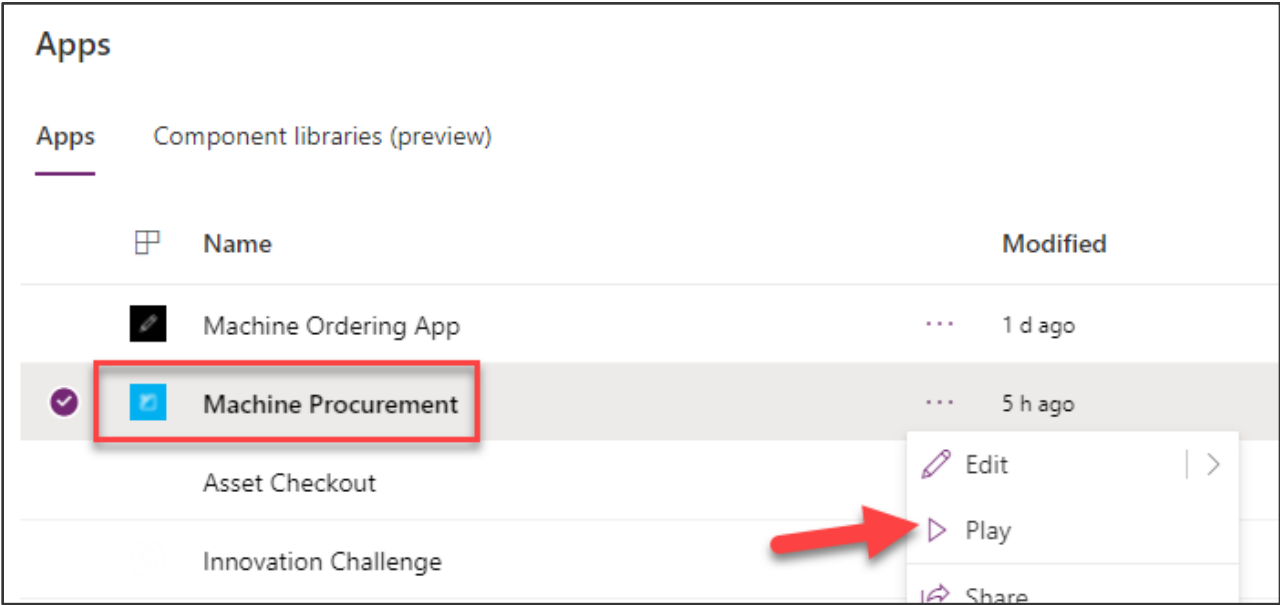 Apps
Apps Component libraries (preview)
Name Modified
Machine Ordering App ... 1 d ago
Machine Procurement ... 5 h ago
Edit
Asset Checkout
Play
Innovation Challenge
Share